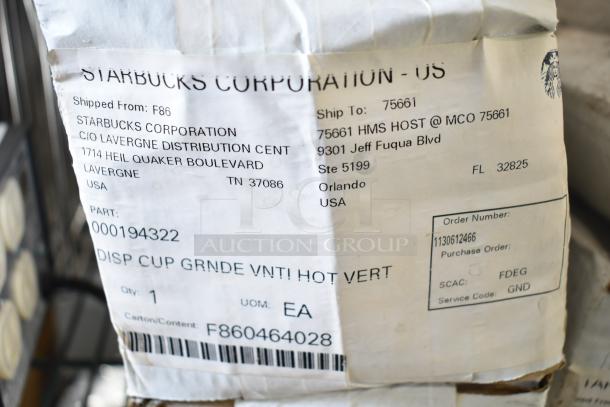 STARBUCKS CORPORATION - US
Shipped From: F86
STARBUCKS CORPORATION
C/O LAVERGNE DISTRIBUTION CENT
1714 HEIL QUAKER BOULEVARD
LAVERGNE TN 37086
USA
Ship To: 75661
75661 HMS HOST @ MCO 75661
9301 Jeff Fuqua Blvd
Ste 5199
Orlando FL 32825
USA
PART:
000194322
Order Number:
1130612466
Purchase Order:
SCAC: FDEG
Service Code: GND
PCI
AUCTION GROUP
DISP CUP GRNDE VNTI HOT VERT
Qty: 1 UOM: EA
Carton/Content: F860464028